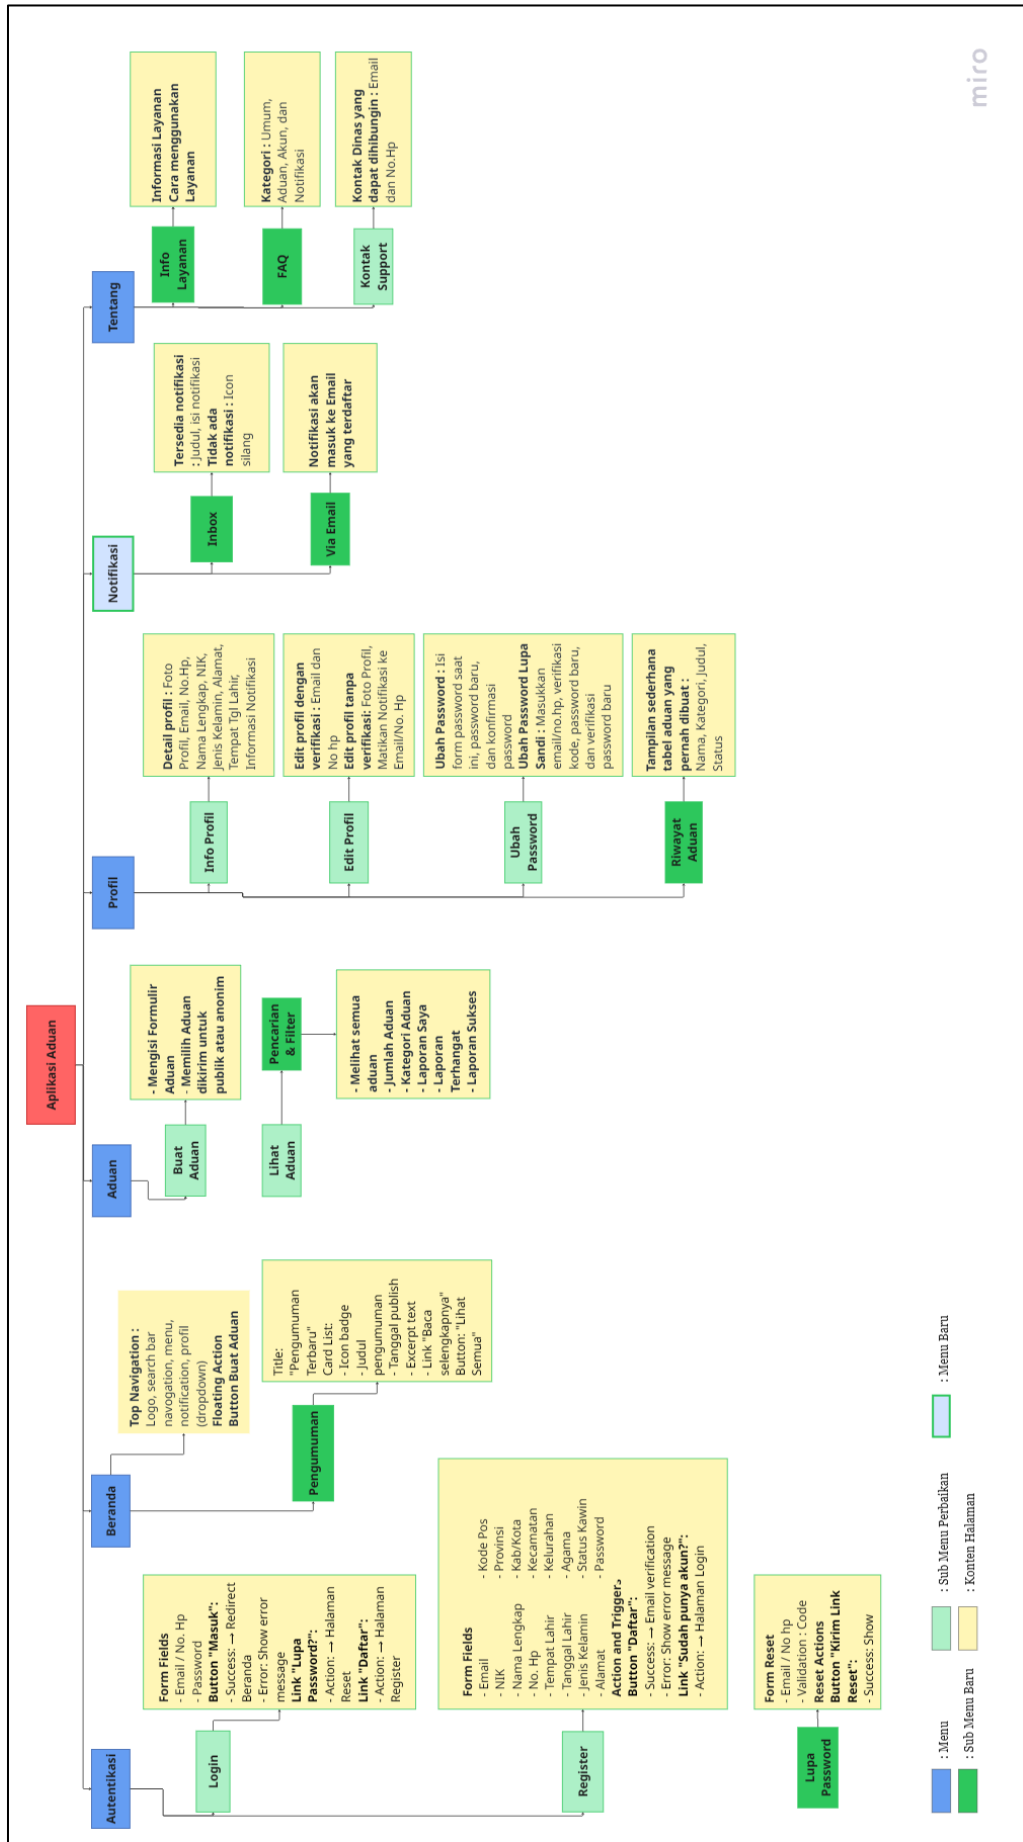 Aplikasi Aduan
Autentikasi
Login
Form Fields
- Email / No. Hp
- Password
Button "Masuk":
- Success: → Redirect
Beranda
- Error: Show error
message
Link "Lupa
Password?":
- Action: → Halaman
Reset
Link "Daftar":
- Action: → Halaman
Register
Register
Form Fields
- Email
- NIK
- Nama Lengkap
- No. Hp
- Tempat Lahir
- Tanggal Lahir
- Jenis Kelamin
- Alamat
- Kode Pos
- Provinsi
- Kab/Kota
- Kecamatan
- Kelurahan
- Agama
- Status Kawin
- Password
Action and Triggers
Button "Daftar":
- Success: → Email verification
- Error: Show error message
Link "Sudah punya akun?":
- Action: → Halaman Login
Lupa
Password
Form Reset
- Email / No hp
- Validation : Code
Reset Actions
Button "Kirim Link
Reset":
- Success: Show
Beranda
Top Navigation :
Logo, search bar
navogation, menu,
notification, profil
(dropdown)
Floating Action
Button Buat Aduan
Pengumuman
Title:
"Pengumuman
Terbaru"
Card List:
- Icon badge
- Judul
pengumuman
- Tanggal publish
- Excerpt text
- Link "Baca
selengkapnya"
Button: "Lihat
Semua"
Aduan
Buat
Aduan
- Mengisi Formulir
Aduan
- Memilih Aduan
dikirim untuk
publik atau anonim
Lihat
Aduan
Pencarian
& Filter
- Melihat semua
aduan
- Jumlah Aduan
- Kategori Aduan
- Laporan Saya
- Laporan
Terhangat
- Laporan Sukses
Profil
Info Profil
Detail profil : Foto
Profil, Email, No.Hp,
Nama Lengkap, NIK,
Jenis Kelamin, Alamat,
Tempat Tgl Lahir,
Informasi Notifikasi
Edit Profil
Edit profil dengan
verifikasi : Email dan
No hp
Edit profil tanpa
verifikasi: Foto Profil,
Matikan Notifikasi ke
Email/No. Hp
Ubah
Password
Ubah Password : Isi
form password saat
ini, password baru,
dan konfirmasi
password
Ubah Password Lupa
Sandi : Masukkan
email/no.hp, verifikasi
kode, password baru,
dan verifikasi
password baru
Riwayat
Aduan
Tampilan sederhana
tabel aduan yang
pernah dibuat :
Nama, Kategori, Judul,
Status
Notifikasi
Inbox
Tersedia notifikasi
: Judul, isi notifikasi
Tidak ada
notifikasi : Icon
silang
Via Email
Notifikasi akan
masuk ke Email
yang terdaftar
Tentang
Info
Layanan
Informasi Layanan
Cara menggunakan
Layanan
FAQ
Kategori : Umum,
Aduan, Akun, dan
Notifikasi
Kontak
Support
Kontak Dinas yang
dapat dihibungin : Email
dan No.Hp
: Menu
: Sub Menu Perbaikan
: Menu Baru
: Sub Menu Baru
: Konten Halaman
miro